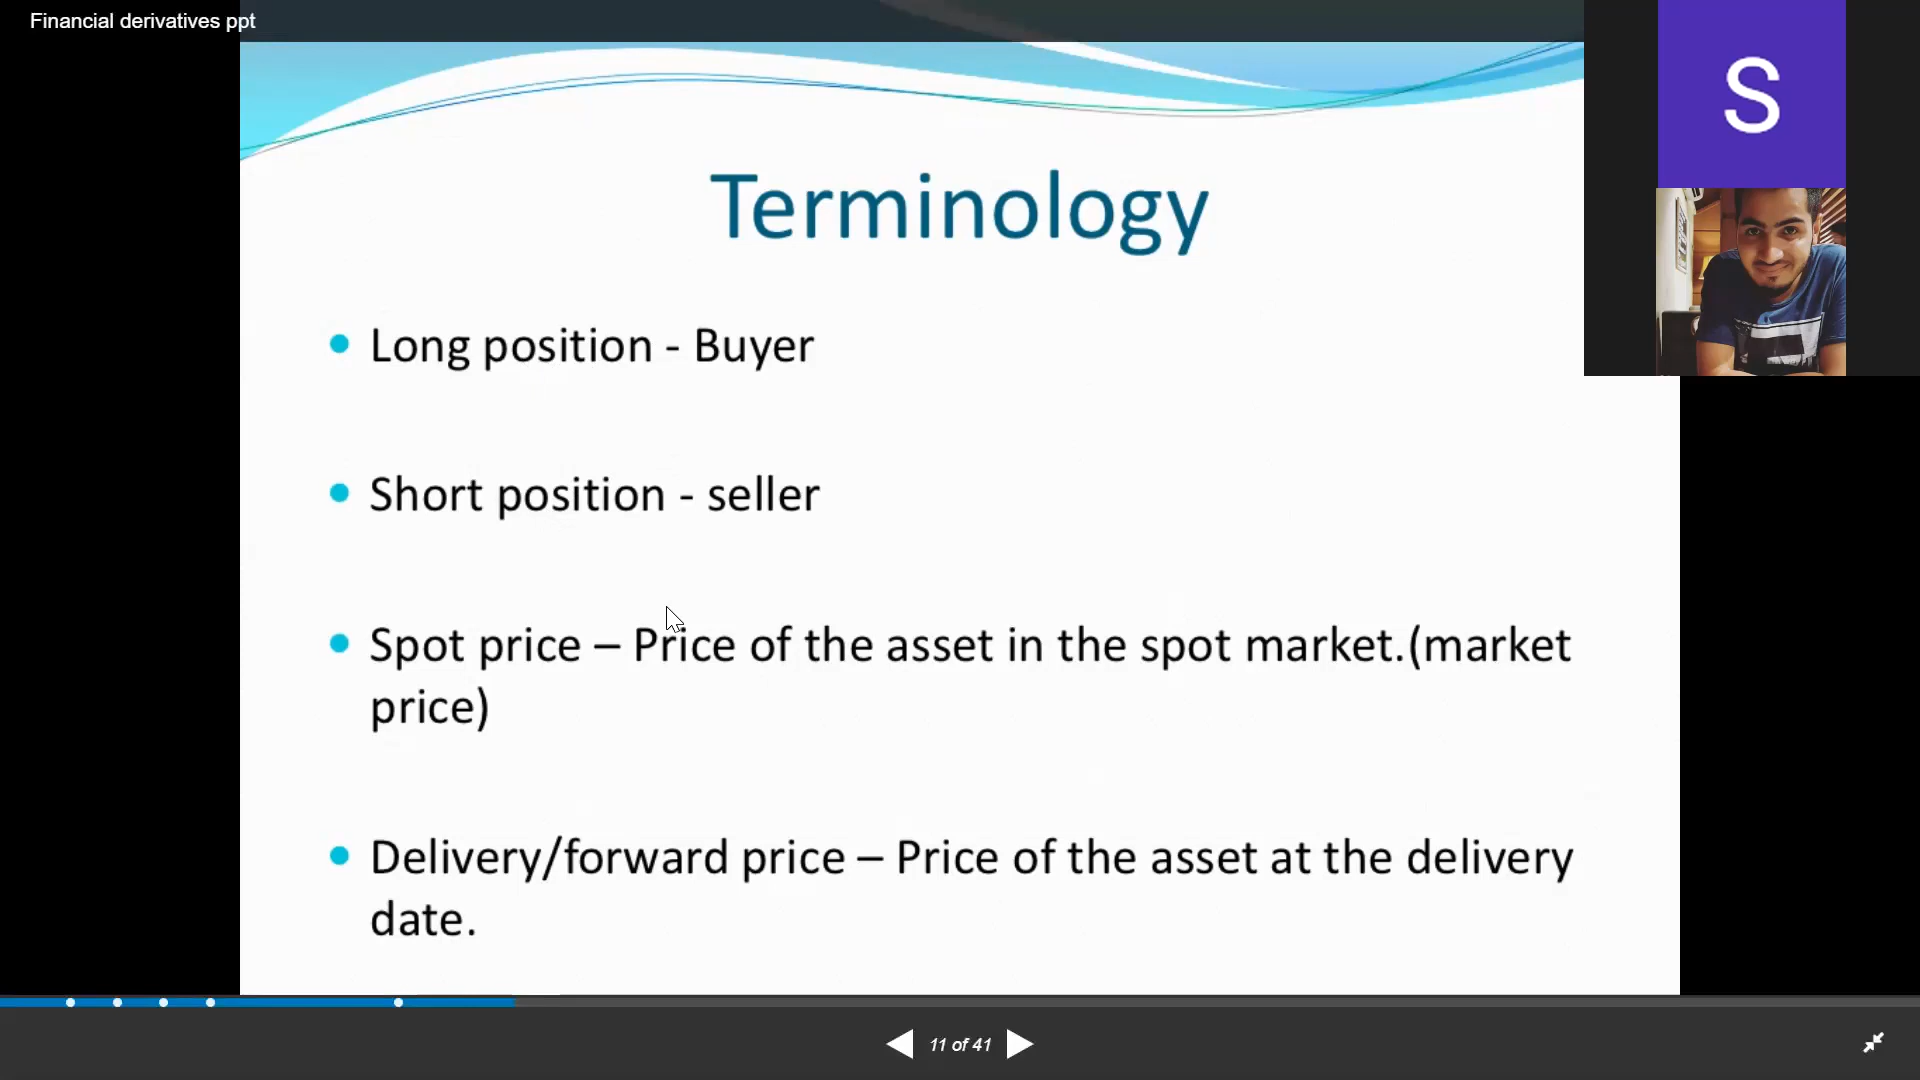 Financial derivatives ppt
S
Terminology
Long position - Buyer
Short position - seller
Spot price – Price of the asset in the spot market.(market
price)
Delivery/forward price – Price of the asset at the delivery
date.
11 of 41